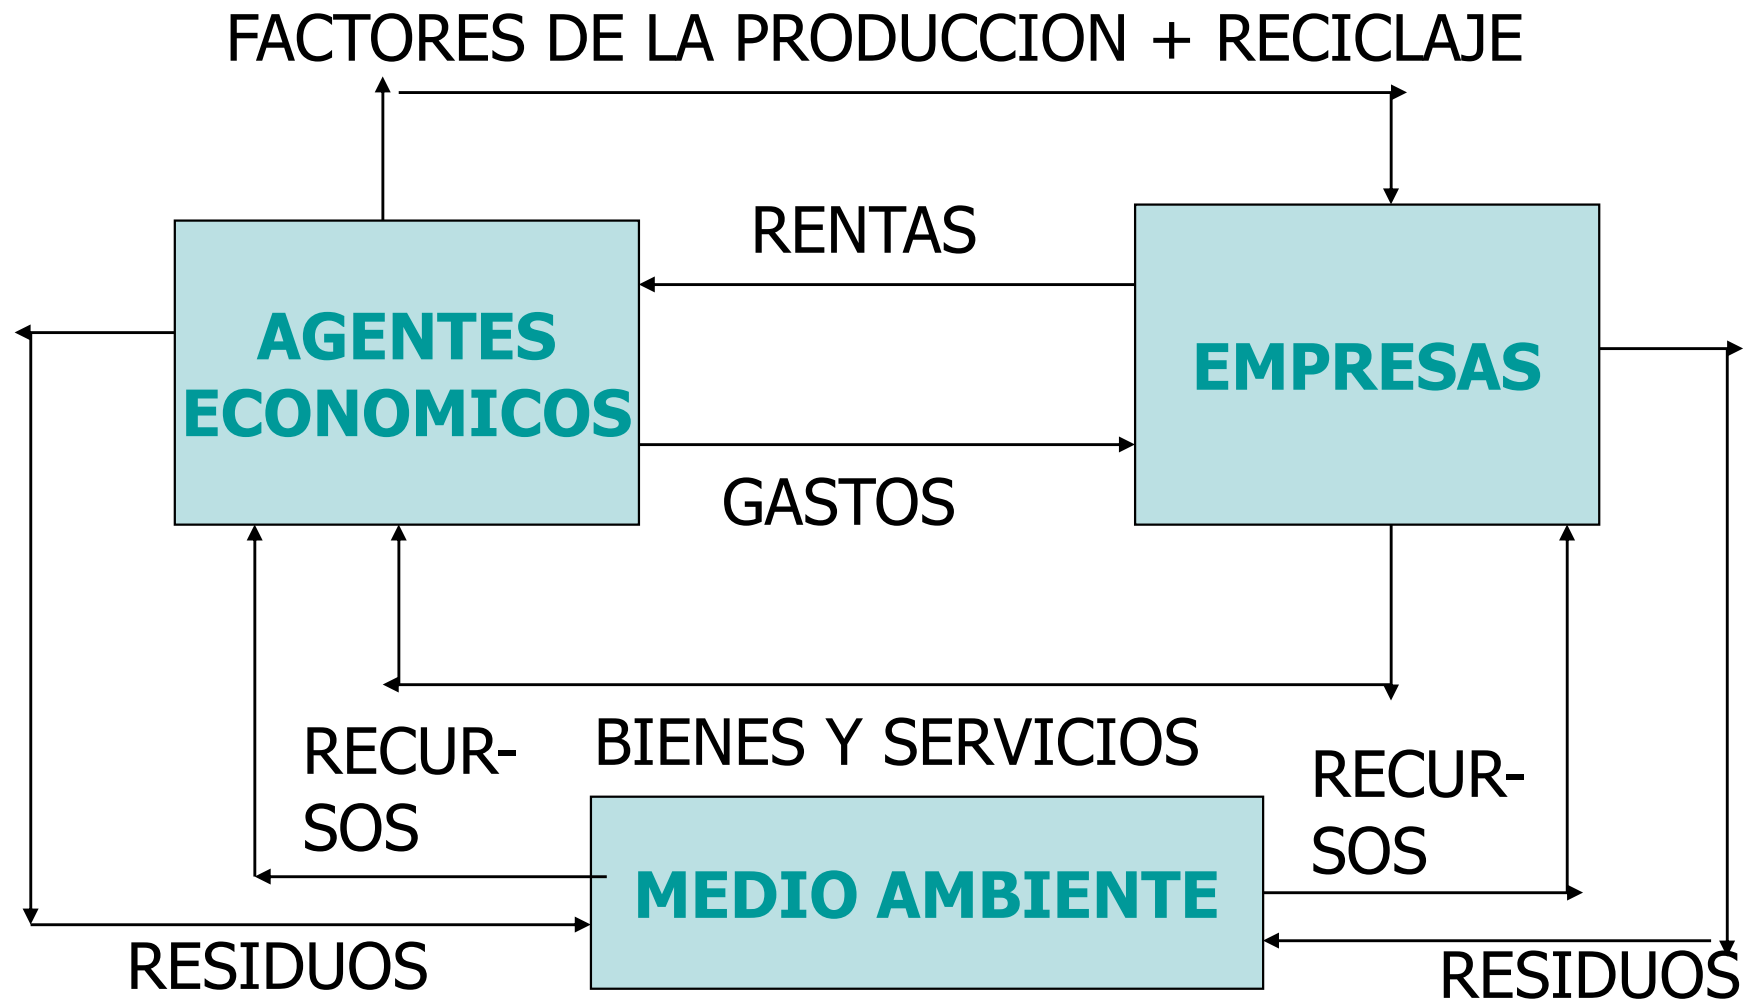 FACTORES DE LA PRODUCCION + RECICLAJE
RENTAS
AGENTES
ECONOMICOS
EMPRESAS
GASTOS
BIENES Y SERVICIOS
RECUR-
SOS
RECUR-
SOS
MEDIO AMBIENTE
RESIDUOS
RESIDUOS